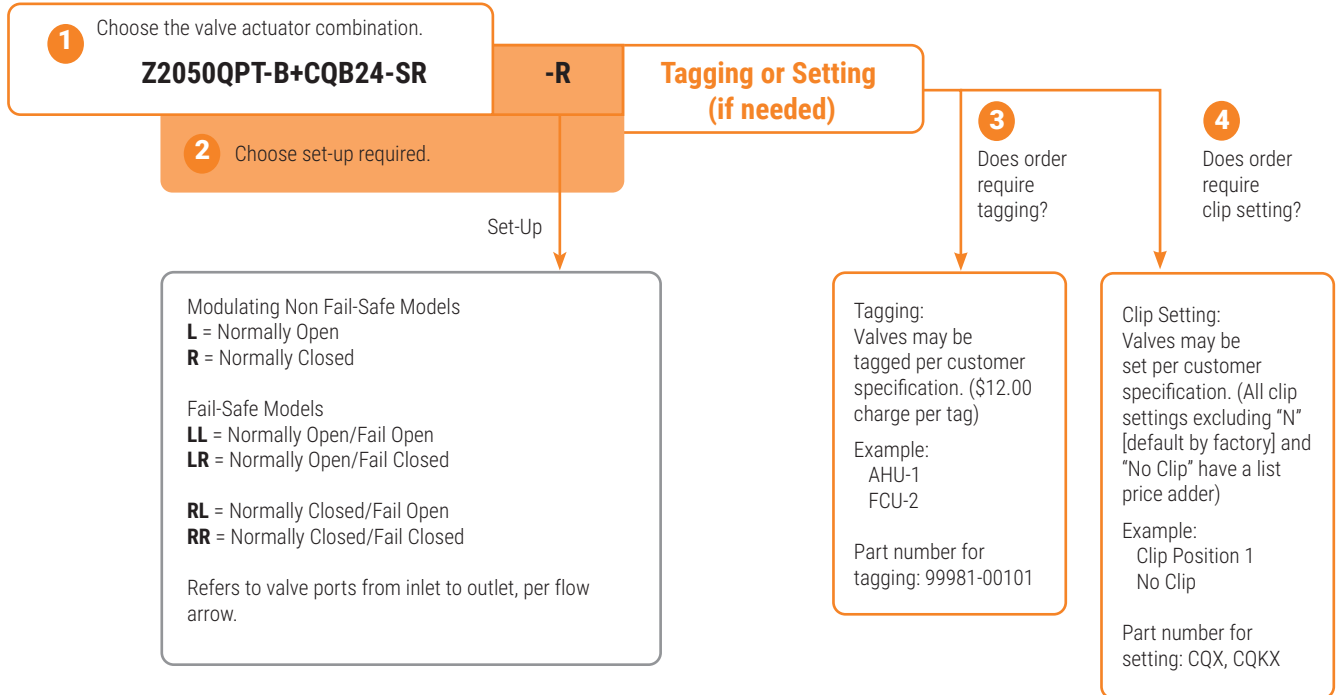 1
Choose the valve actuator combination.
Z2050QPT-B+CQB24-SR
-R
Tagging or Setting
(if needed)
2
Choose set-up required.
Set-Up
3
Does order
require
tagging?
4
Does order
require
clip setting?
Modulating Non Fail-Safe Models
L = Normally Open
R = Normally Closed
Fail-Safe Models
LL = Normally Open/Fail Open
LR = Normally Open/Fail Closed
RL = Normally Closed/Fail Open
RR = Normally Closed/Fail Closed
Refers to valve ports from inlet to outlet, per flow
arrow.
Tagging:
Valves may be
tagged per customer
specification. ($12.00
charge per tag)
Example:
AHU-1
FCU-2
Part number for
tagging: 99981-00101
Clip Setting:
Valves may be
set per customer
specification. (All clip
settings excluding “N”
[default by factory] and
“No Clip” have a list
price adder)
Example:
Clip Position 1
No Clip
Part number for
setting: CQX, CQKX